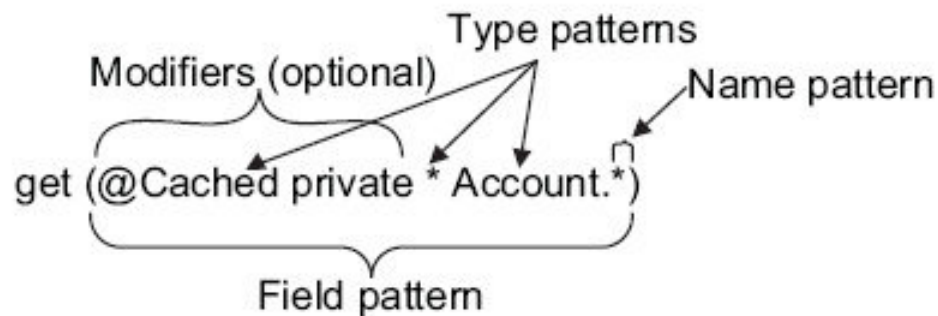 Type patterns
Modifiers (optional)
Name pattern
get (@Cached private * Account.*)
Field pattern